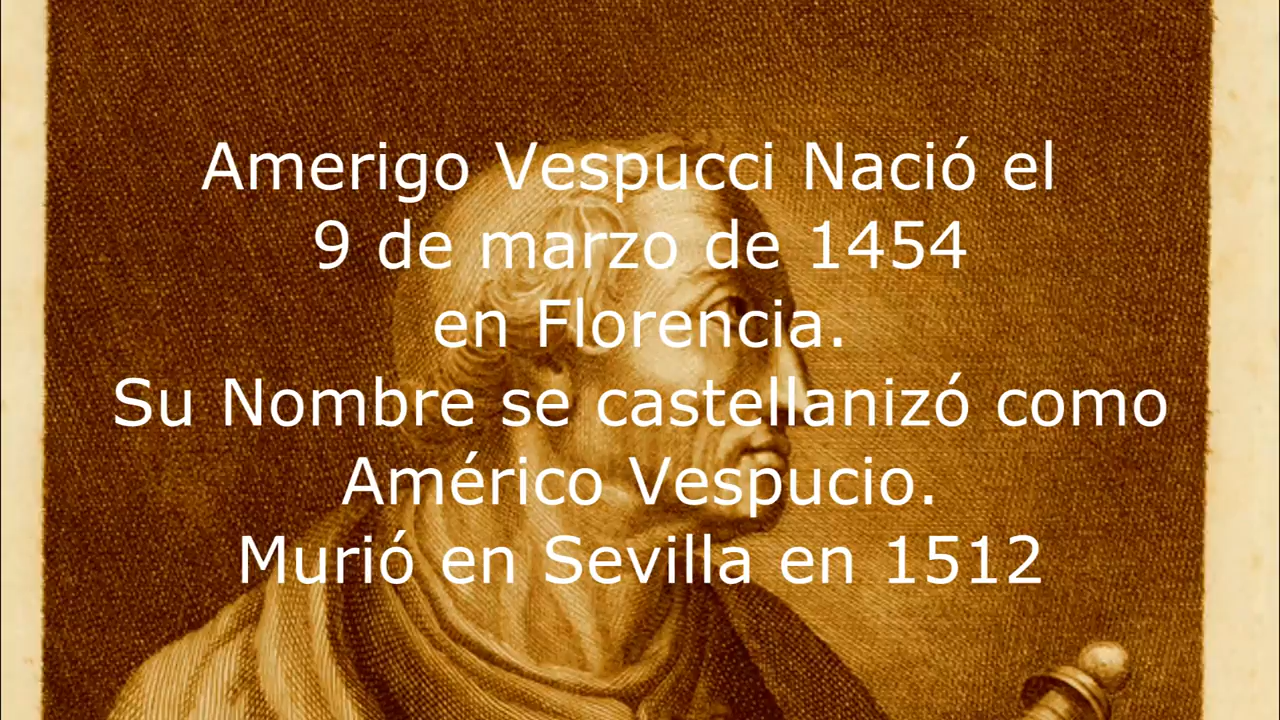 Amerigo Vespucci Nació el
9 de marzo de 1454
en Florencia.
Su Nombre se castellanizó como
Américo Vespucio.
Murió en Sevilla en 1512